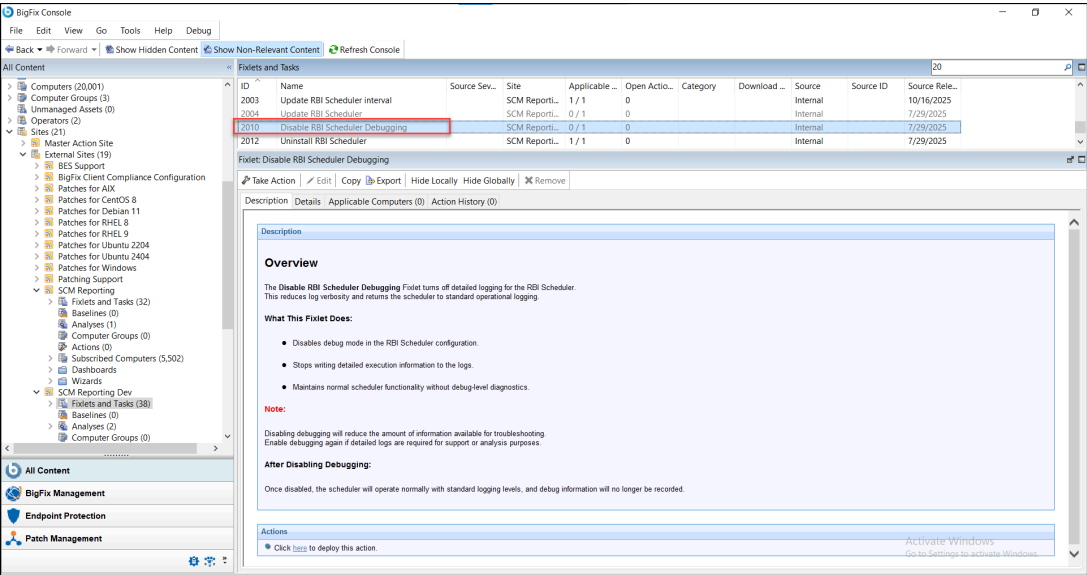 BigFix Console
File Edit View Go Tools Help Debug
Back Forward Show Hidden Content Show Non-Relevant Content Refresh Console
All Content
Computers (20,001)
Computer Groups (3)
Unmanaged Assets (0)
Operators (2)
Sites (21)
Master Action Site
External Sites (19)
BES Support
BigFix Client Compliance Configuration
Patches for AIX
Patches for CentOS 8
Patches for Debian 11
Patches for RHEL 8
Patches for RHEL 9
Patches for Ubuntu 2204
Patches for Ubuntu 2404
Patches for Windows
Patching Support
SCM Reporting
Fixlets and Tasks (32)
Baselines (0)
Analyses (1)
Computer Groups (0)
Actions (0)
Subscribed Computers (5,502)
Dashboards
Wizards
SCM Reporting Dev
Fixlets and Tasks (38)
Baselines (0)
Analyses (2)
Computer Groups (0)
All Content
BigFix Management
Endpoint Protection
Patch Management
Fixlets and Tasks 20
ID Name Source Sev... Site Applicable ... Open Actio... Category Download ... Source Source ID Source Rele...
2003 Update RBI Scheduler interval SCM Reporti... 1 / 1 0 Internal 10/16/2025
2004 Update RBI Scheduler SCM Reporti... 0 / 1 0 Internal 7/29/2025
2010 Disable RBI Scheduler Debugging SCM Reporti... 0 / 1 0 Internal 7/29/2025
2012 Uninstall RBI Scheduler SCM Reporti... 1 / 1 0 Internal 7/29/2025
Fixlet: Disable RBI Scheduler Debugging
Take Action Edit Copy Export Hide Locally Hide Globally Remove
Description Details Applicable Computers (0) Action History (0)
Description
Overview
The Disable RBI Scheduler Debugging Fixlet turns off detailed logging for the RBI Scheduler.
This reduces log verbosity and returns the scheduler to standard operational logging.
What This Fixlet Does:
Disables debug mode in the RBI Scheduler configuration.
Stops writing detailed execution information to the logs.
Maintains normal scheduler functionality without debug-level diagnostics.
Note:
Disabling debugging will reduce the amount of information available for troubleshooting.
Enable debugging again if detailed logs are required for support or analysis purposes.
After Disabling Debugging:
Once disabled, the scheduler will operate normally with standard logging levels, and debug information will no longer be recorded.
Actions
Click here to deploy this action.
Activate Windows
Go to Settings to activate Windows.